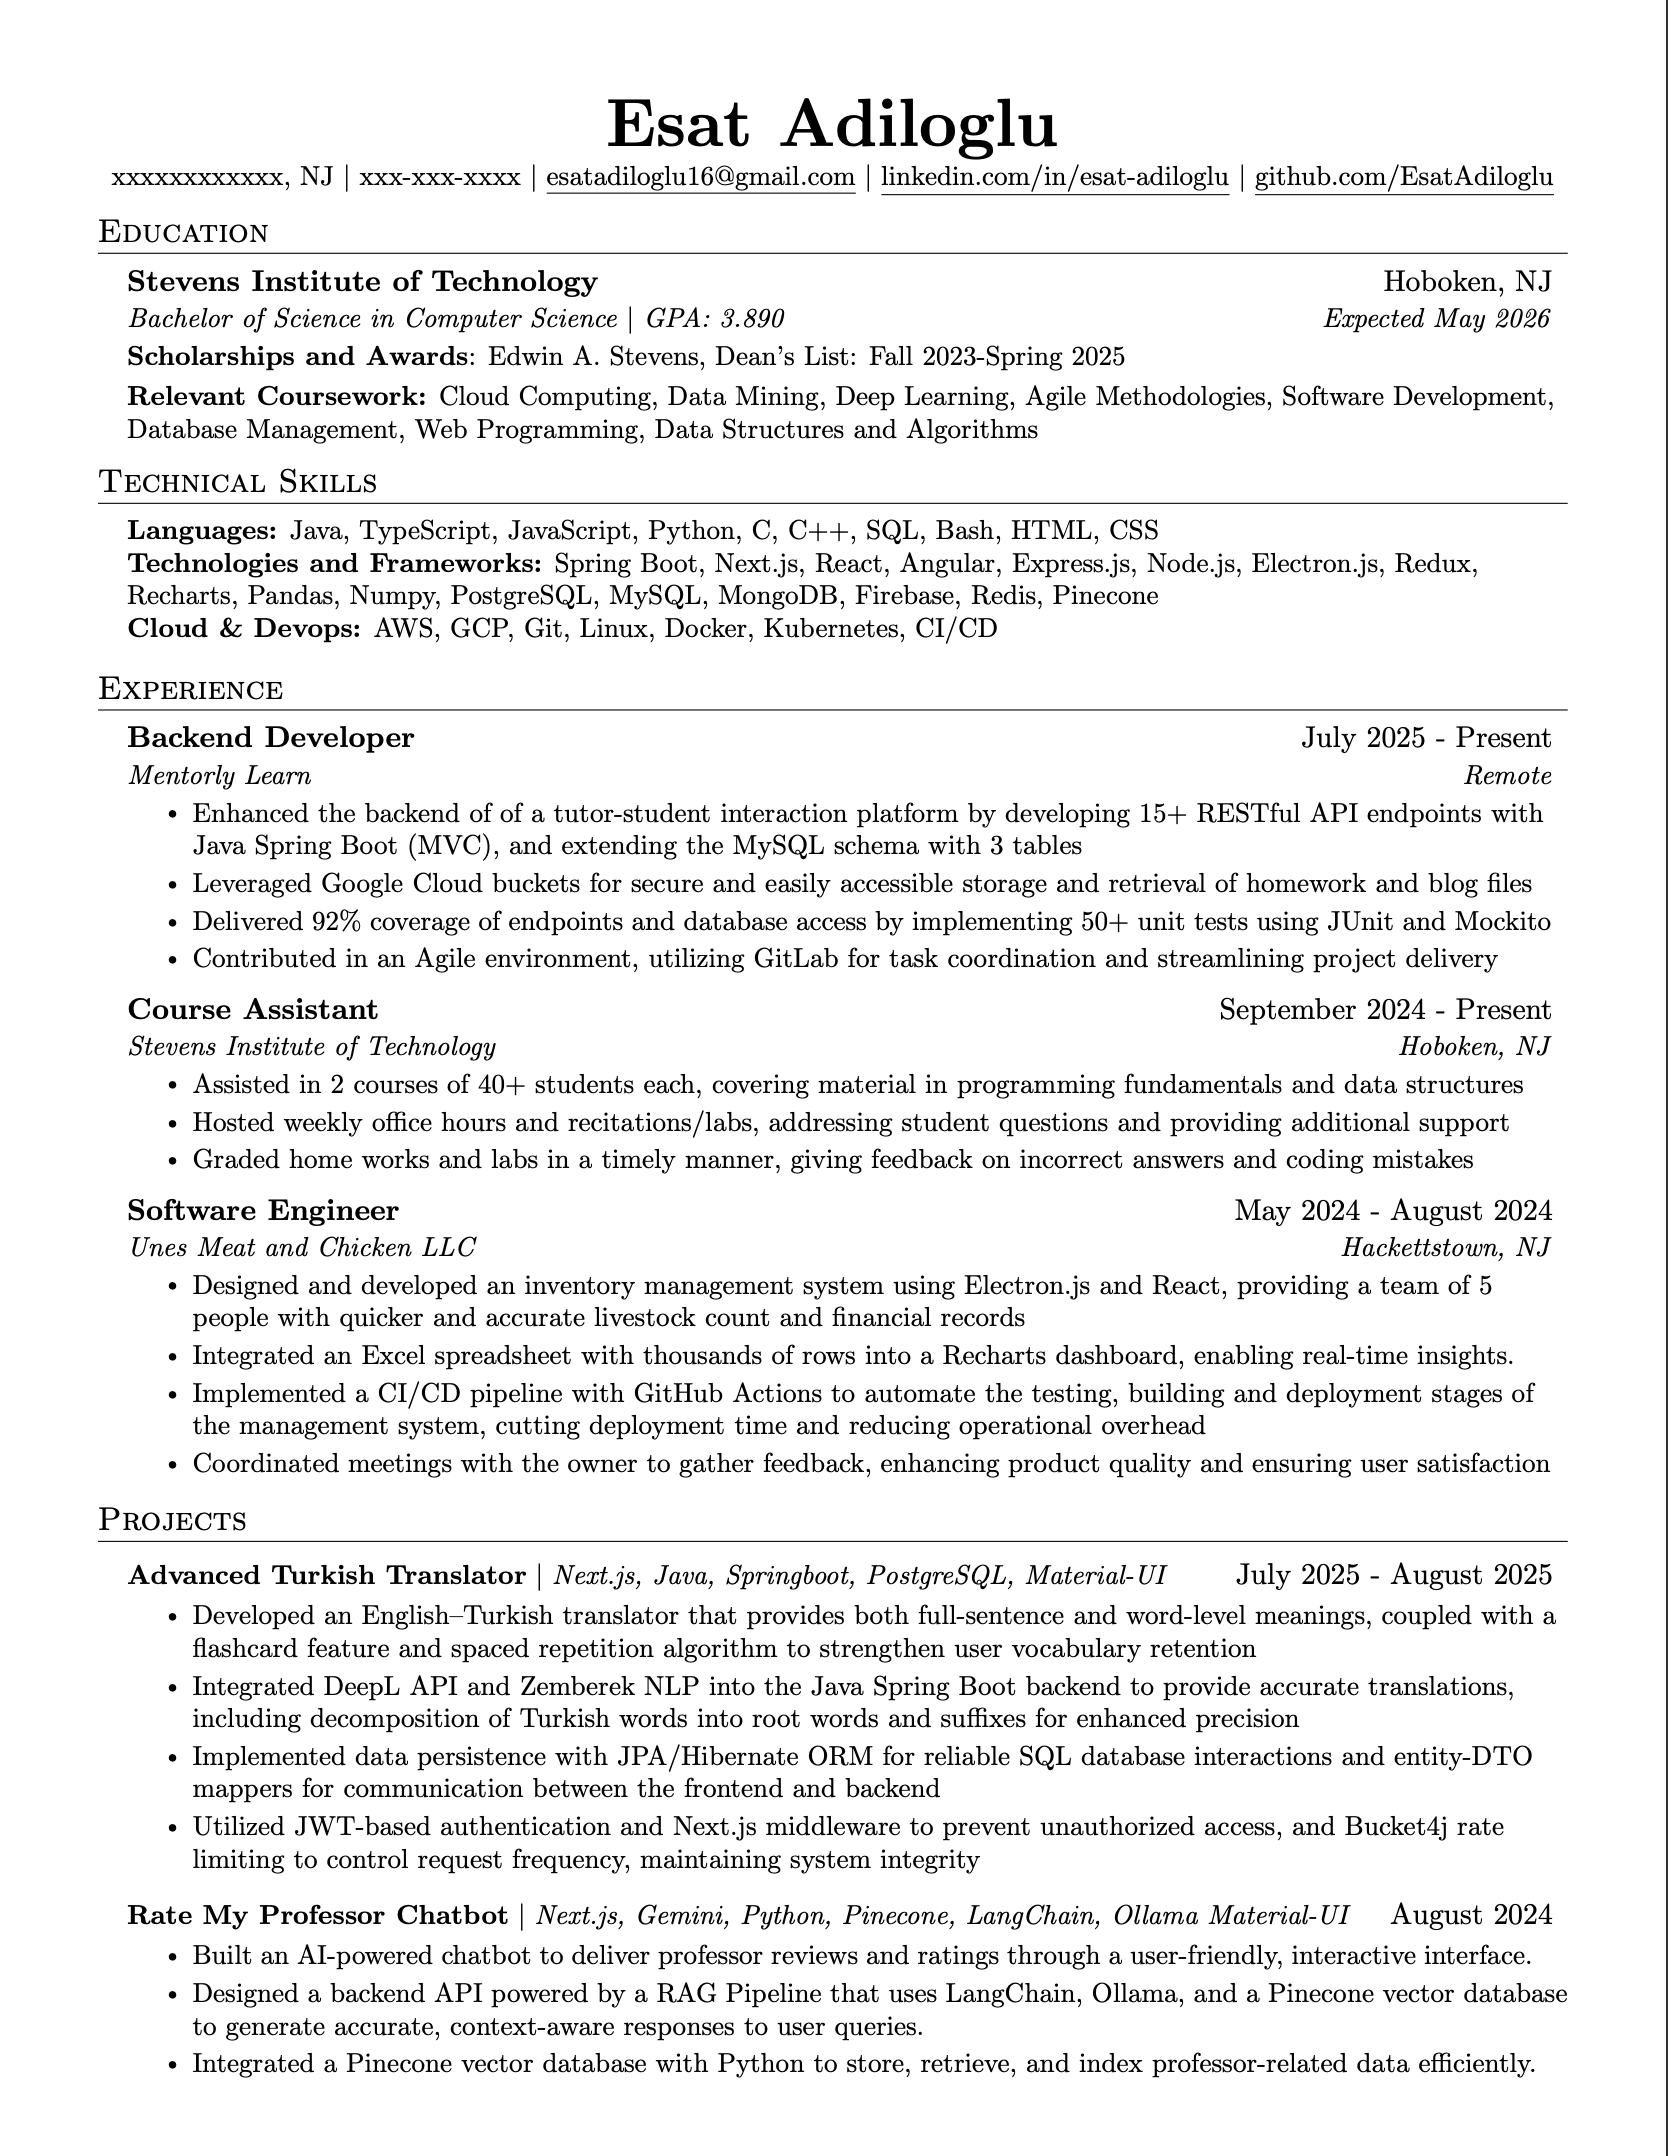 Esat Adiloglu
xxxxxxxxxxxx, NJ | xxx-xxx-xxxx | esatadiloglu16@gmail.com | linkedin.com/in/esat-adiloglu | github.com/EsatAdiloglu
Education
Stevens Institute of Technology Hoboken, NJ
Bachelor of Science in Computer Science | GPA: 3.890 Expected May 2026
Scholarships and Awards: Edwin A. Stevens, Dean's List: Fall 2023-Spring 2025
Relevant Coursework: Cloud Computing, Data Mining, Deep Learning, Agile Methodologies, Software Development,
Database Management, Web Programming, Data Structures and Algorithms
Technical Skills
Languages: Java, TypeScript, JavaScript, Python, C, C++, SQL, Bash, HTML, CSS
Technologies and Frameworks: Spring Boot, Next.js, React, Angular, Express.js, Node.js, Electron.js, Redux,
Recharts, Pandas, Numpy, PostgreSQL, MySQL, MongoDB, Firebase, Redis, Pinecone
Cloud & Devops: AWS, GCP, Git, Linux, Docker, Kubernetes, CI/CD
Experience
Backend Developer July 2025 - Present
Mentorly Learn Remote
• Enhanced the backend of of a tutor-student interaction platform by developing 15+ RESTful API endpoints with
Java Spring Boot (MVC), and extending the MySQL schema with 3 tables
• Leveraged Google Cloud buckets for secure and easily accessible storage and retrieval of homework and blog files
• Delivered 92% coverage of endpoints and database access by implementing 50+ unit tests using JUnit and Mockito
• Contributed in an Agile environment, utilizing GitLab for task coordination and streamlining project delivery
Course Assistant September 2024 - Present
Stevens Institute of Technology Hoboken, NJ
• Assisted in 2 courses of 40+ students each, covering material in programming fundamentals and data structures
• Hosted weekly office hours and recitations/labs, addressing student questions and providing additional support
• Graded home works and labs in a timely manner, giving feedback on incorrect answers and coding mistakes
Software Engineer May 2024 - August 2024
Unes Meat and Chicken LLC Hackettstown, NJ
• Designed and developed an inventory management system using Electron.js and React, providing a team of 5
people with quicker and accurate livestock count and financial records
• Integrated an Excel spreadsheet with thousands of rows into a Recharts dashboard, enabling real-time insights.
• Implemented a CI/CD pipeline with GitHub Actions to automate the testing, building and deployment stages of
the management system, cutting deployment time and reducing operational overhead
• Coordinated meetings with the owner to gather feedback, enhancing product quality and ensuring user satisfaction
Projects
Advanced Turkish Translator | Next.js, Java, Springboot, PostgreSQL, Material-UI July 2025 - August 2025
• Developed an English–Turkish translator that provides both full-sentence and word-level meanings, coupled with a
flashcard feature and spaced repetition algorithm to strengthen user vocabulary retention
• Integrated DeepL API and Zemberek NLP into the Java Spring Boot backend to provide accurate translations,
including decomposition of Turkish words into root words and suffixes for enhanced precision
• Implemented data persistence with JPA/Hibernate ORM for reliable SQL database interactions and entity-DTO
mappers for communication between the frontend and backend
• Utilized JWT-based authentication and Next.js middleware to prevent unauthorized access, and Bucket4j rate
limiting to control request frequency, maintaining system integrity
Rate My Professor Chatbot | Next.js, Gemini, Python, Pinecone, LangChain, Ollama Material-UI August 2024
• Built an AI-powered chatbot to deliver professor reviews and ratings through a user-friendly, interactive interface.
• Designed a backend API powered by a RAG Pipeline that uses LangChain, Ollama, and a Pinecone vector database
to generate accurate, context-aware responses to user queries.
• Integrated a Pinecone vector database with Python to store, retrieve, and index professor-related data efficiently.